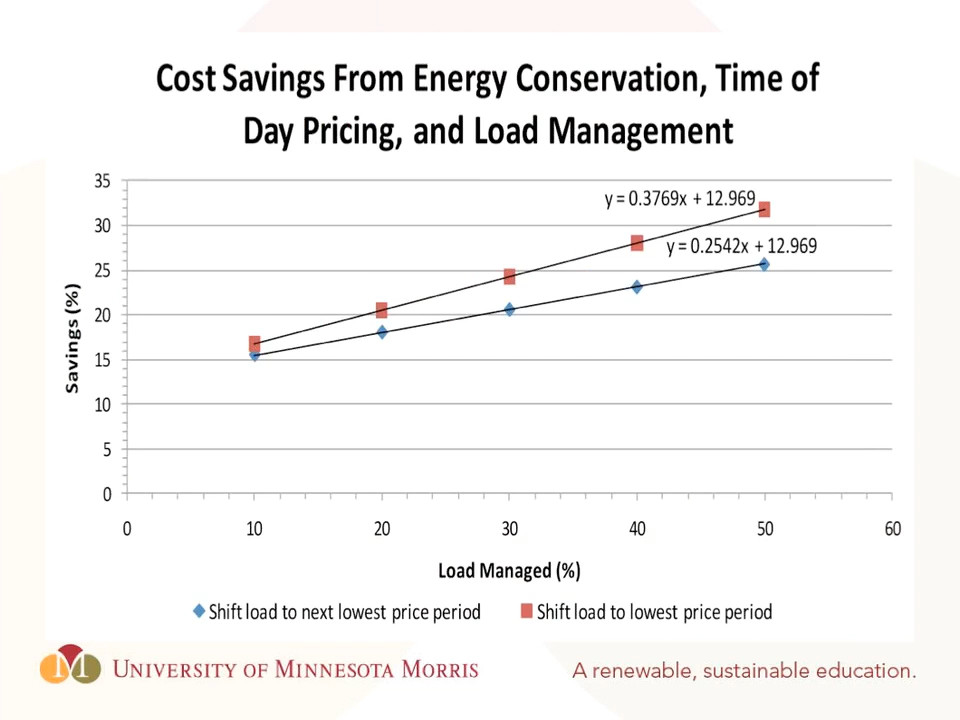 Cost Savings From Energy Conservation, Time of
Day Pricing, and Load Management
35
30
25
20
15
10
5
0
Savings (%)
y = 0.3769x + 12.969
y = 0.2542x + 12.969
0 10 20 30 40 50 60
Load Managed (%)
Shift load to next lowest price period Shift load to lowest price period
M UNIVERSITY OF MINNESOTA MORRIS A renewable, sustainable education.